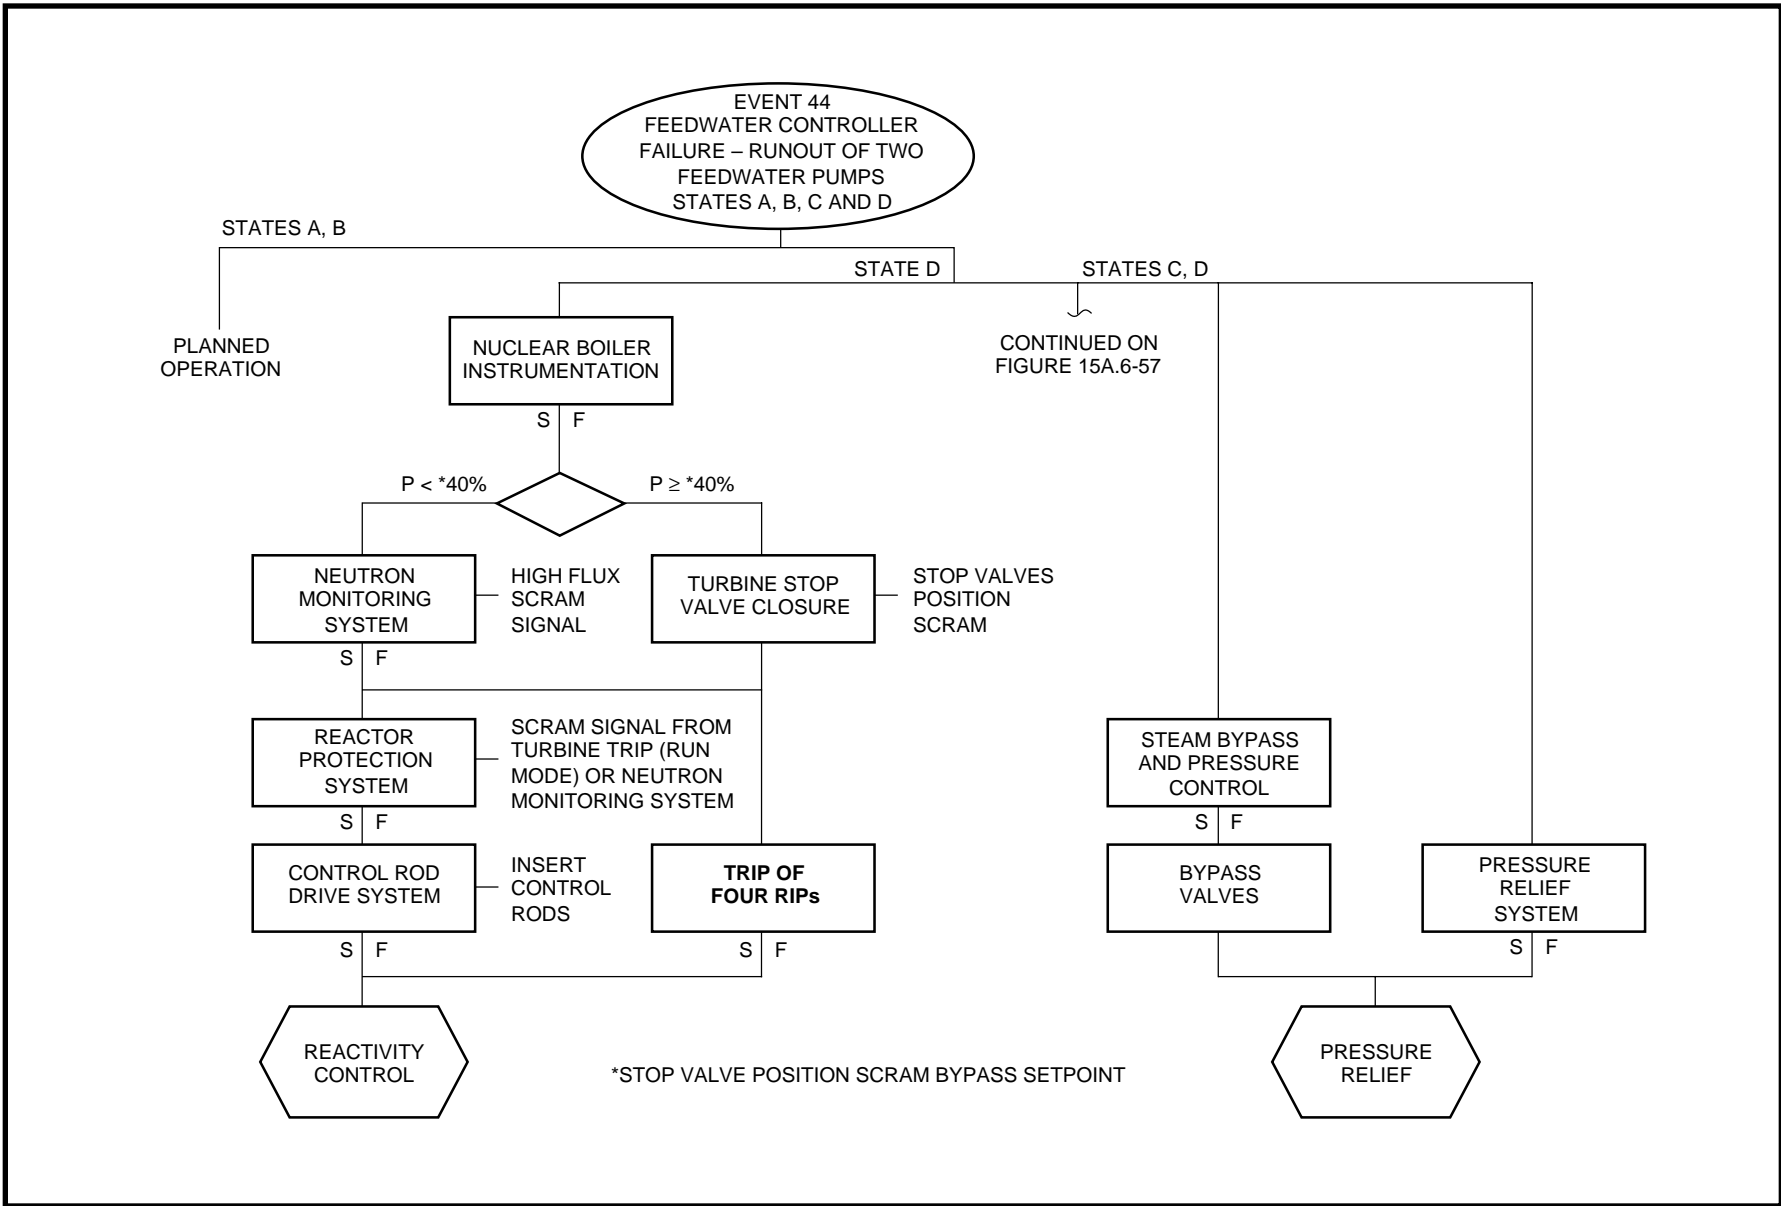 EVENT 44
FEEDWATER CONTROLLER
FAILURE – RUNOUT OF TWO
FEEDWATER PUMPS
STATES A, B, C AND D
STATES A, B
STATE D
STATES C, D
PLANNED
OPERATION
NUCLEAR BOILER
INSTRUMENTATION
CONTINUED ON
FIGURE 15A.6-57
S F
P < *40%
P ≥ *40%
NEUTRON
MONITORING
SYSTEM
HIGH FLUX
SCRAM
SIGNAL
TURBINE STOP
VALVE CLOSURE
STOP VALVES
POSITION
SCRAM
S F
REACTOR
PROTECTION
SYSTEM
SCRAM SIGNAL FROM
TURBINE TRIP (RUN
MODE) OR NEUTRON
MONITORING SYSTEM
STEAM BYPASS
AND PRESSURE
CONTROL
S F
S F
CONTROL ROD
DRIVE SYSTEM
INSERT
CONTROL
RODS
TRIP OF
FOUR RIPs
BYPASS
VALVES
PRESSURE
RELIEF
SYSTEM
S F
S F
S F
REACTIVITY
CONTROL
*STOP VALVE POSITION SCRAM BYPASS SETPOINT
PRESSURE
RELIEF